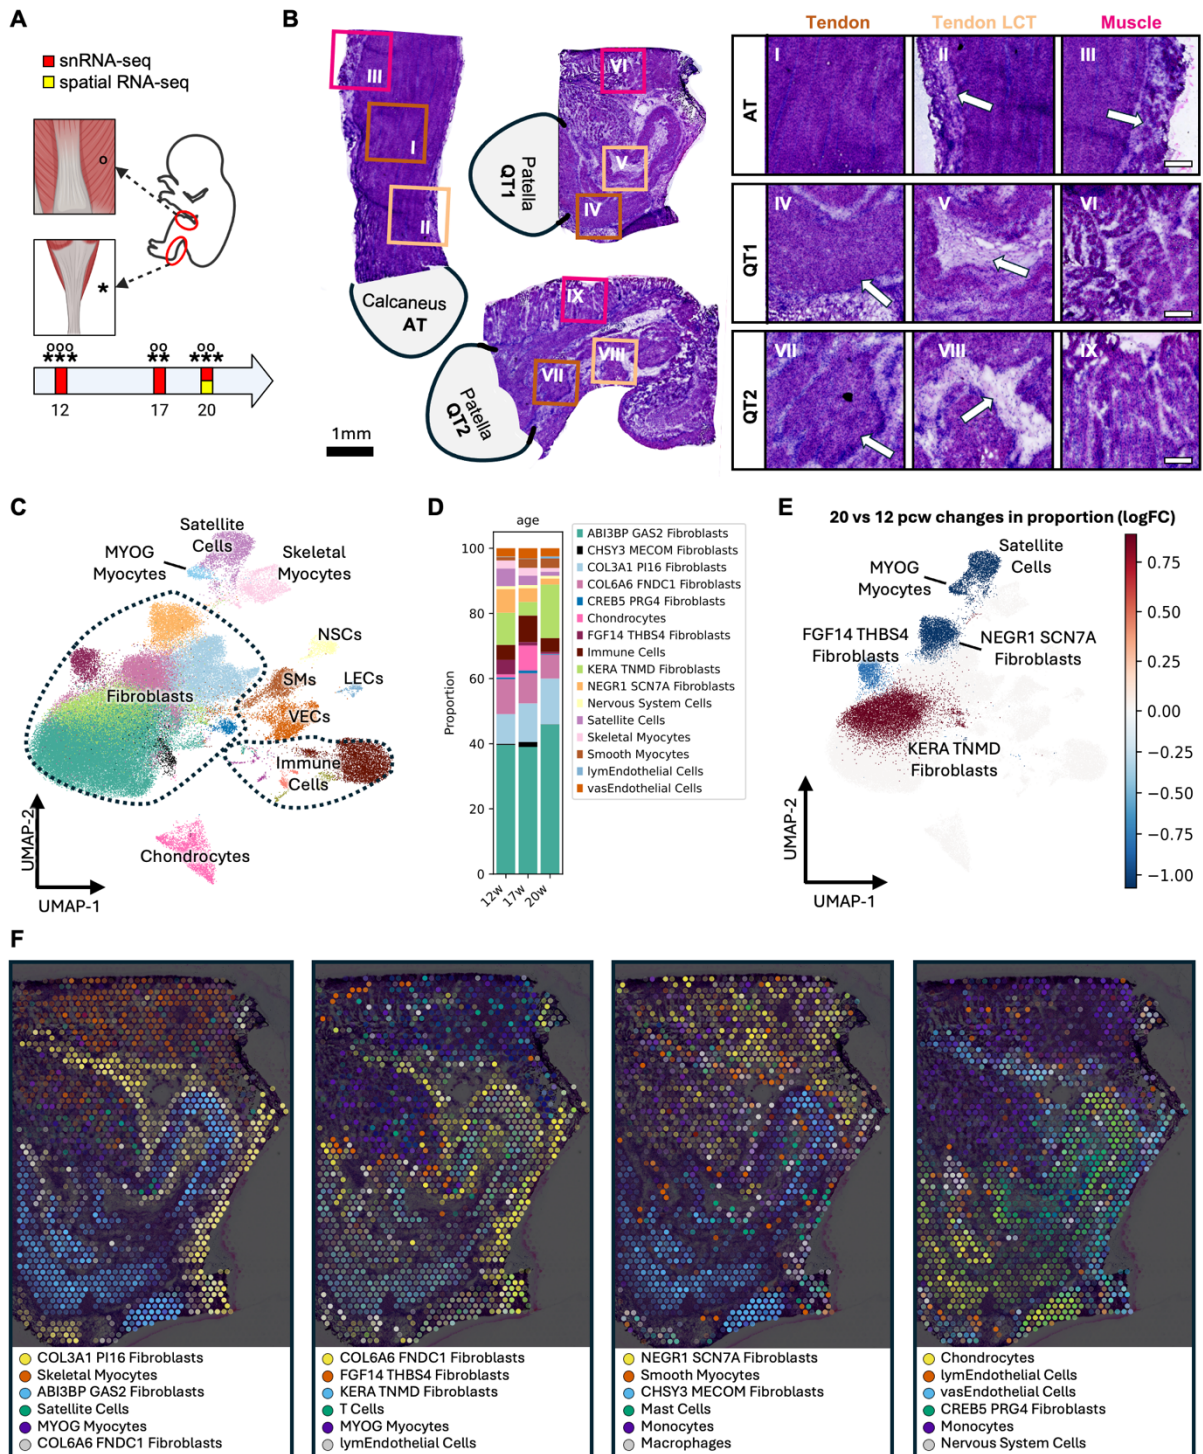 A
snRNA-seq
spatial RNA-seq
o
*
ooo
***
oo
**
oo
***
12
17
20
B
III
I
II
Calcaneus
AT
VI
V
IV
Patella
QT1
IX
VIII
VII
Patella
QT2
1mm
Tendon
Tendon LCT
Muscle
AT
I
II
III
QT1
IV
V
VI
QT2
VII
VIII
IX
C
Satellite
Cells
MYOG
Myocytes
Skeletal
Myocytes
NSCs
Fibroblasts
SMs
LECs
VECs
Immune
Cells
Chondrocytes
UMAP-2
UMAP-1
D
age
100
80
60
40
20
0
Proportion
12w
17w
20w
ABI3BP GAS2 Fibroblasts
CHSY3 MECOM Fibroblasts
COL3A1 PI16 Fibroblasts
COL6A6 FNDC1 Fibroblasts
CREB5 PRG4 Fibroblasts
Chondrocytes
FGF14 THBS4 Fibroblasts
Immune Cells
KERA TNMD Fibroblasts
NEGR1 SCN7A Fibroblasts
Nervous System Cells
Satellite Cells
Skeletal Myocytes
Smooth Myocytes
lymEndothelial Cells
vasEndothelial Cells
E
20 vs 12 pcw changes in proportion (logFC)
Satellite
Cells
MYOG
Myocytes
FGF14 THBS4
Fibroblasts
NEGR1 SCN7A
Fibroblasts
KERA TNMD
Fibroblasts
UMAP-2
UMAP-1
0.75
0.50
0.25
0.00
−0.25
−0.50
−0.75
−1.00
F
COL3A1 PI16 Fibroblasts
Skeletal Myocytes
ABI3BP GAS2 Fibroblasts
Satellite Cells
MYOG Myocytes
COL6A6 FNDC1 Fibroblasts
COL6A6 FNDC1 Fibroblasts
FGF14 THBS4 Fibroblasts
KERA TNMD Fibroblasts
T Cells
MYOG Myocytes
lymEndothelial Cells
NEGR1 SCN7A Fibroblasts
Smooth Myocytes
CHSY3 MECOM Fibroblasts
Mast Cells
Monocytes
Macrophages
Chondrocytes
lymEndothelial Cells
vasEndothelial Cells
CREB5 PRG4 Fibroblasts
Monocytes
Nervous System Cells